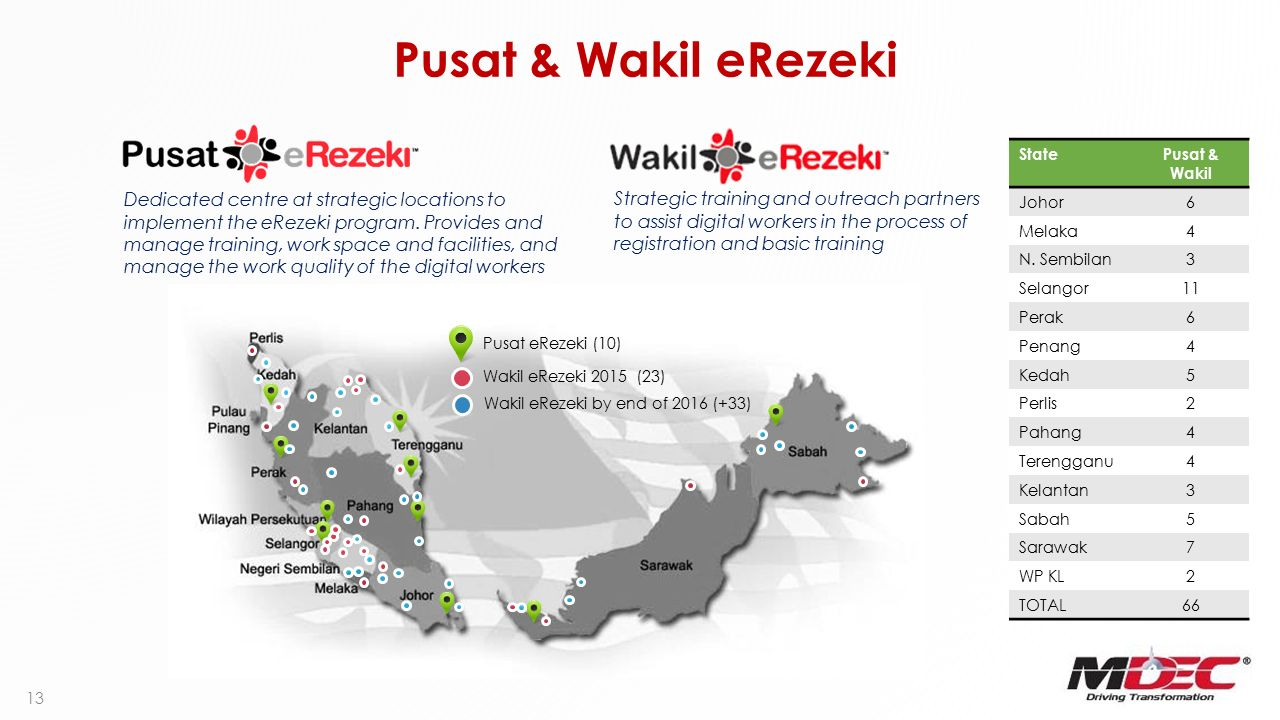 Pusat & Wakil eRezeki
Pusat eRezeki™
Dedicated centre at strategic locations to
implement the eRezeki program. Provides and
manage training, work space and facilities, and
manage the work quality of the digital workers
Wakil eRezeki™
Strategic training and outreach partners
to assist digital workers in the process of
registration and basic training
Pusat eRezeki (10)
Wakil eRezeki 2015 (23)
Wakil eRezeki by end of 2016 (+33)
Perlis
Kedah
Pulau
Pinang
Kelantan
Terengganu
Perak
Pahang
Wilayah Persekutuan
Selangor
Negeri Sembilan
Melaka
Johor
Sabah
Sarawak
State Pusat &
Wakil
Johor 6
Melaka 4
N. Sembilan 3
Selangor 11
Perak 6
Penang 4
Kedah 5
Perlis 2
Pahang 4
Terengganu 4
Kelantan 3
Sabah 5
Sarawak 7
WP KL 2
TOTAL 66
MDEC®
Driving Transformation
13